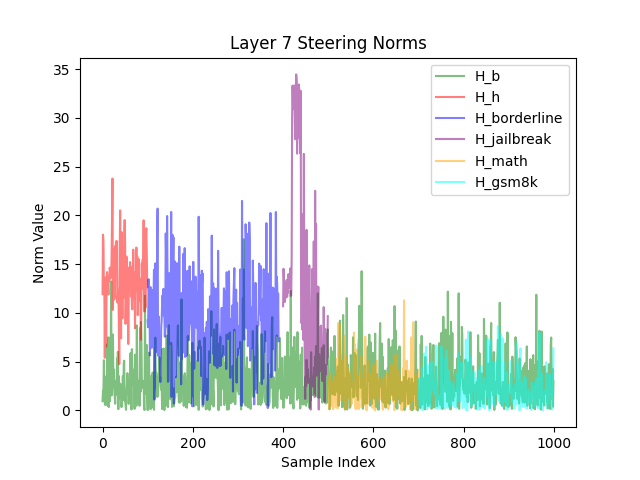 Layer 7 Steering Norms
Norm Value
35
30
25
20
15
10
5
0
H_b
H_h
H_borderline
H_jailbreak
H_math
H_gsm8k
0
200
400
600
800
1000
Sample Index